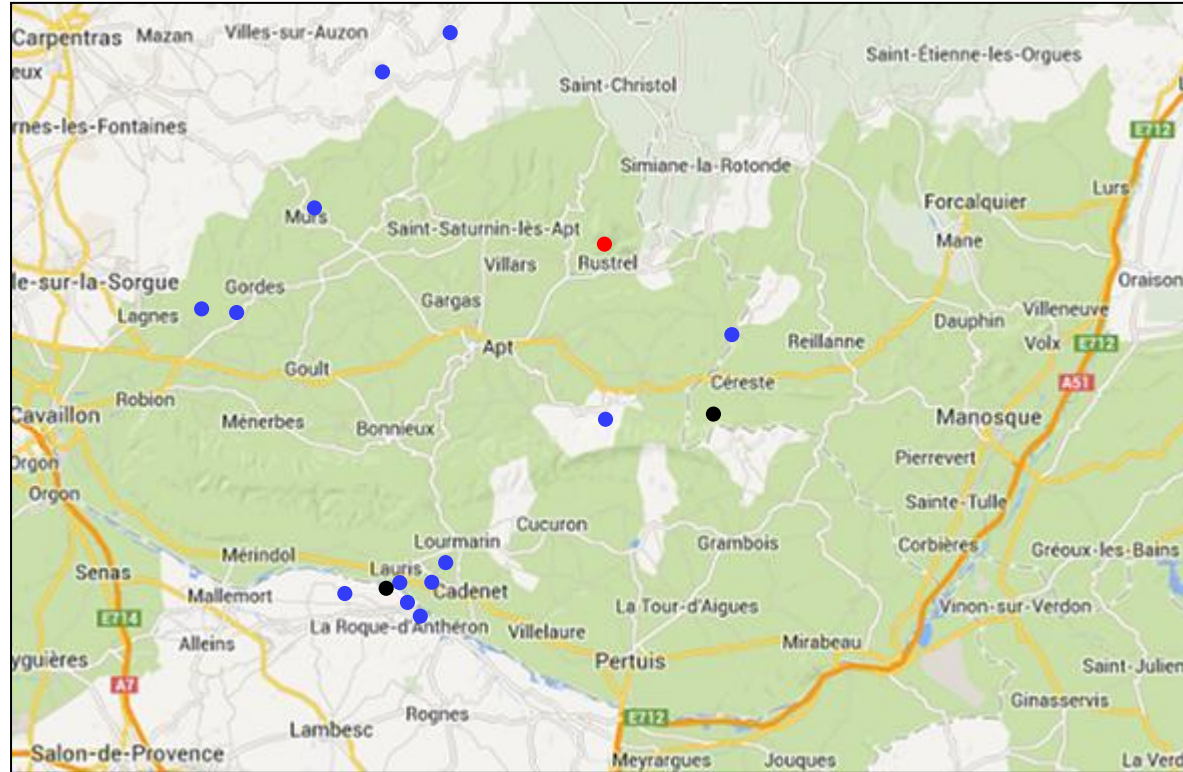 Villes-sur-Auzon
Carpentras Mazan
Saint-Étienne-les-Orgues
eux
Saint-Christol
rnes-les-Fontaines
E712
Simiane-la-Rotonde
Lurs
Forcalquier
Murs
Saint-Saturnin-lès-Apt
Mane
Villars
Rustrel
le-sur-la-Sorgue
Gordes
Oraison
Gargas
Lagnes
Villeneuve
Dauphin
Apt
Reillanne
Volx
E712
Goult
Céreste
A51
Robion
Cavaillon
Ménerbes
Bonnieux
Manosque
Orgon
Pierrevert
Orgon
Sainte-Tulle
Cucuron
Lourmarin
Grambois
Corbières
Gréoux-les-Bains
Mérindol
Senas
Lauris
Mallemort
Cadenet
La Tour-d'Aigues
Vinon-sur-Verdon
E714
La Roque-d'Anthéron
Villelaure
Alleins
Mirabeau
yguières
Pertuis
Saint-Julien
A7
Ginasservis
Rognes
E712
Lambesc
Salon-de-Provence
Meyrargues
Jouques
La Verd